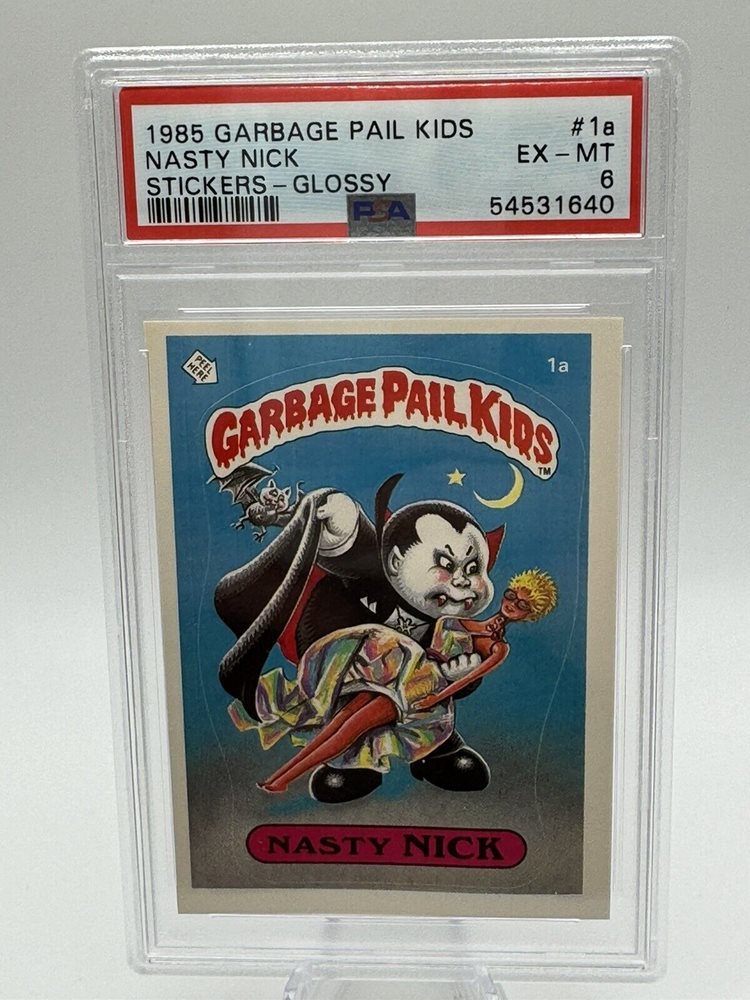 1985 GARBAGE PAIL KIDS #1a
NASTY NICK EX - MT
STICKERS - GLOSSY 6
PSA 54531640
PEEL HERE
1a
GARBAGE PAIL KIDS
TM
NASTY NICK